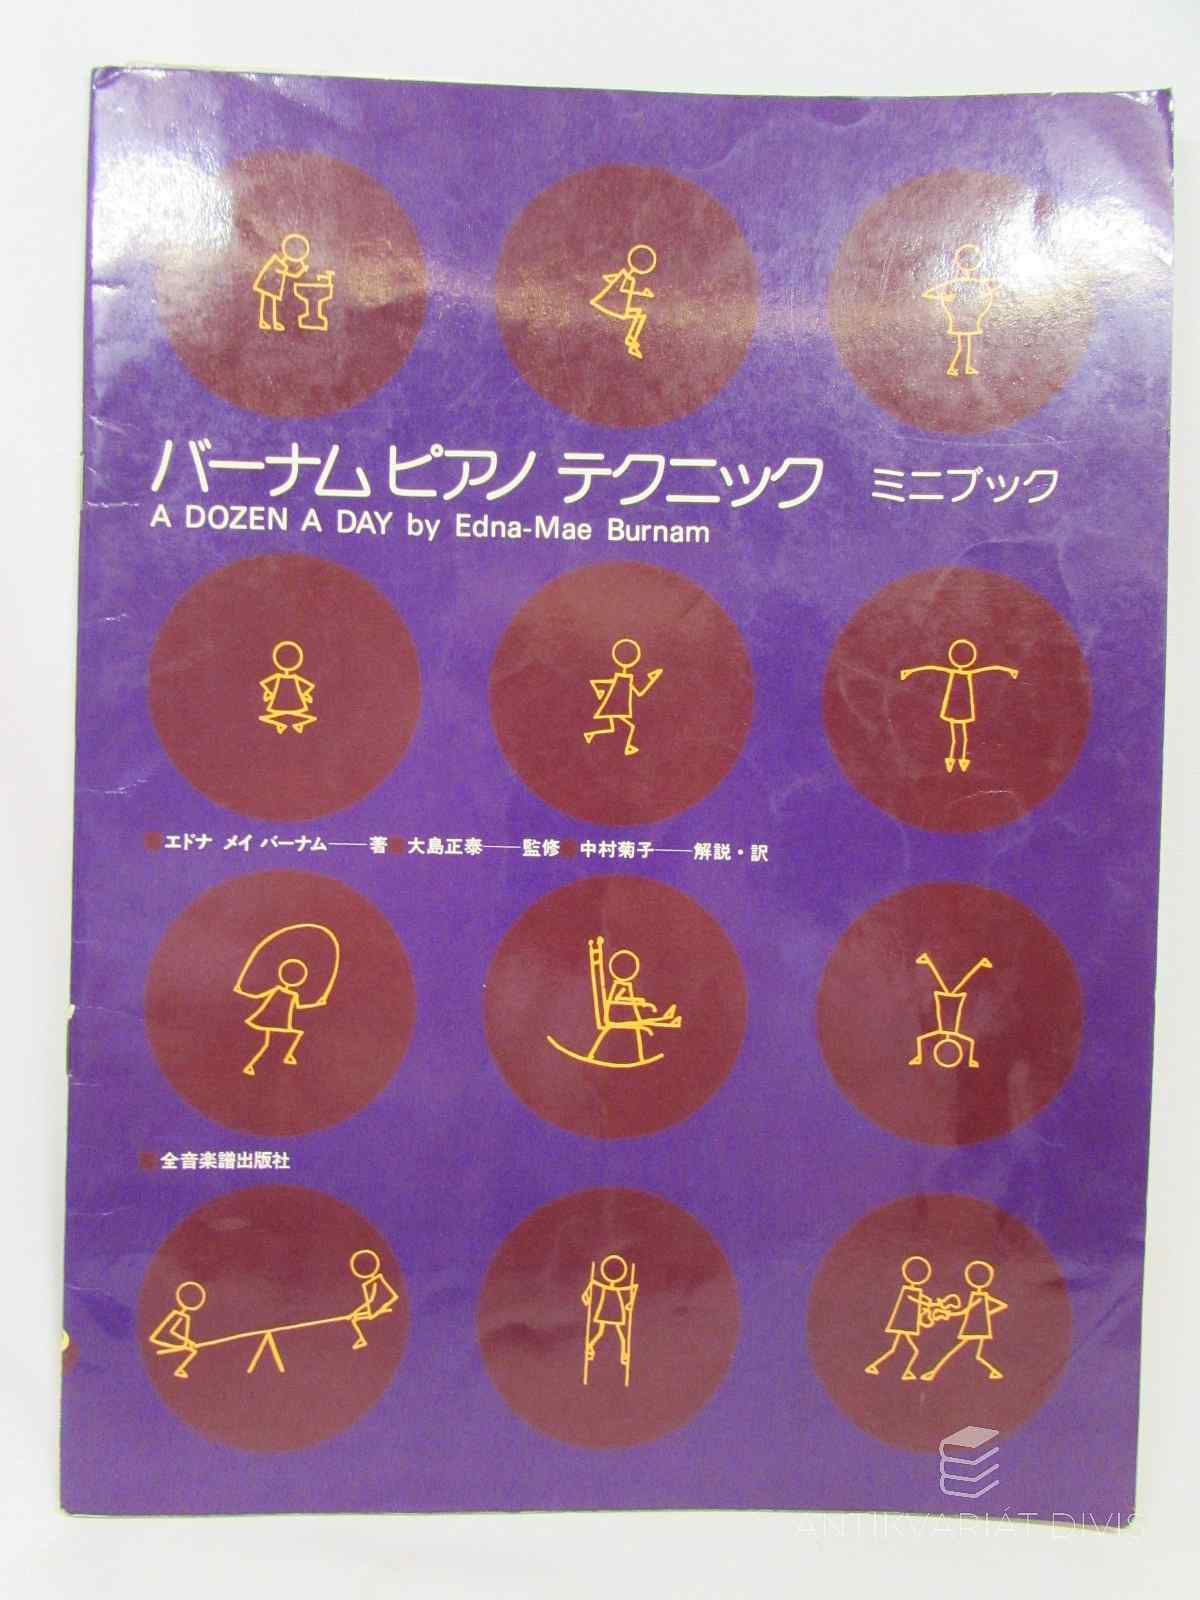 バーナム ピアノ テクニック ミニブック
A DOZEN A DAY by Edna-Mae Burnam
エドナ メイ バーナム――著 大島正泰――監修 中村菊子――解説・訳
全音楽譜出版社
ANTIKVARIÁT DIVIŠ